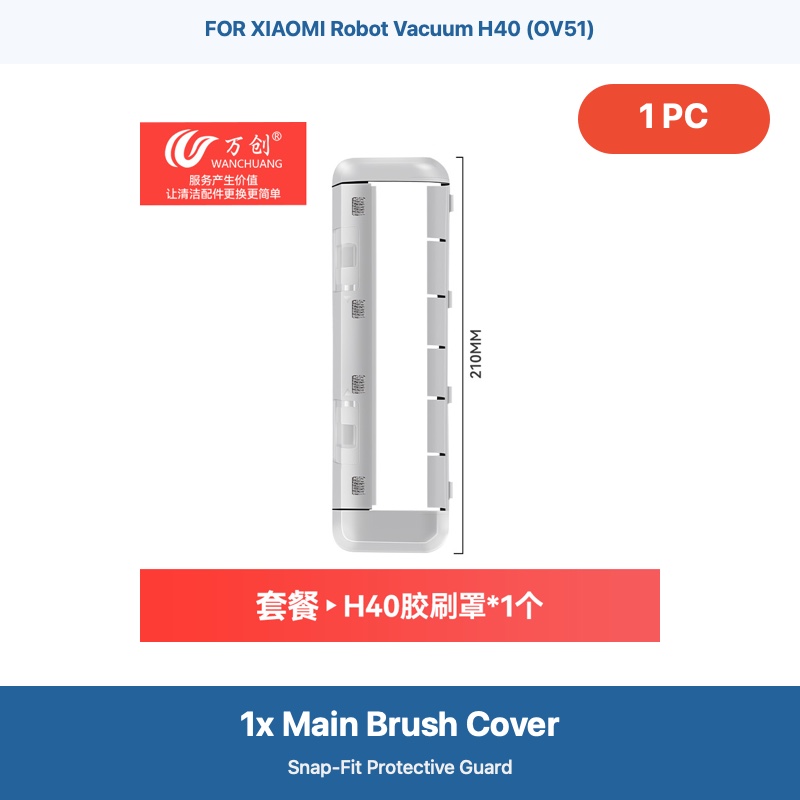 FOR XIAOMI Robot Vacuum H40 (OV51)
1 PC
万创®
WANCHUANG
服务产生价值
让清洁配件更换更简单
210MM
套餐▶H40胶刷罩*1个
1x Main Brush Cover
Snap-Fit Protective Guard